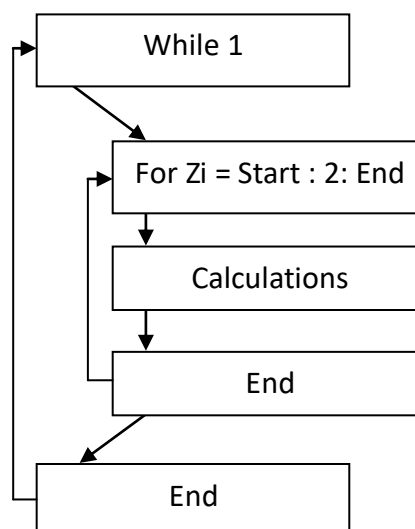 While 1
For Zi = Start : 2: End
Calculations
End
End